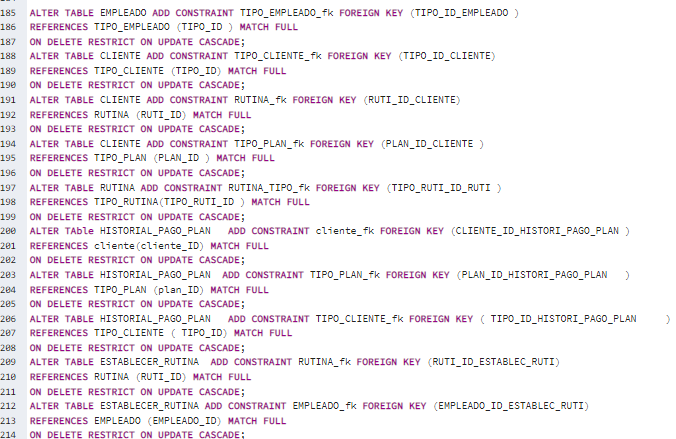 185 ALTER TABLE EMPLEADO ADD CONSTRAINT TIPO_EMPLEADO_fk FOREIGN KEY (TIPO_ID_EMPLEADO )
186 REFERENCES TIPO_EMPLEADO (TIPO_ID ) MATCH FULL
187 ON DELETE RESTRICT ON UPDATE CASCADE;
188 ALTER TABLE CLIENTE ADD CONSTRAINT TIPO_CLIENTE_fk FOREIGN KEY (TIPO_ID_CLIENTE)
189 REFERENCES TIPO_CLIENTE (TIPO_ID) MATCH FULL
190 ON DELETE RESTRICT ON UPDATE CASCADE;
191 ALTER TABLE CLIENTE ADD CONSTRAINT RUTINA_fk FOREIGN KEY (RUTI_ID_CLIENTE)
192 REFERENCES RUTINA (RUTI_ID) MATCH FULL
193 ON DELETE RESTRICT ON UPDATE CASCADE;
194 ALTER TABLE CLIENTE ADD CONSTRAINT TIPO_PLAN_fk FOREIGN KEY (PLAN_ID_CLIENTE )
195 REFERENCES TIPO_PLAN (PLAN_ID ) MATCH FULL
196 ON DELETE RESTRICT ON UPDATE CASCADE;
197 ALTER TABLE RUTINA ADD CONSTRAINT RUTINA_TIPO_fk FOREIGN KEY (TIPO_RUTI_ID_RUTI )
198 REFERENCES TIPO_RUTINA(TIPO_RUTI_ID ) MATCH FULL
199 ON DELETE RESTRICT ON UPDATE CASCADE;
200 ALTER TAble HISTORIAL_PAGO_PLAN   ADD CONSTRAINT cliente_fk FOREIGN KEY (CLIENTE_ID_HISTORI_PAGO_PLAN )
201 REFERENCES cliente(cliente_ID) MATCH FULL
202 ON DELETE RESTRICT ON UPDATE CASCADE;
203 ALTER TABLE HISTORIAL_PAGO_PLAN  ADD CONSTRAINT TIPO_PLAN_fk FOREIGN KEY (PLAN_ID_HISTORI_PAGO_PLAN   )
204 REFERENCES TIPO_PLAN (plan_ID) MATCH FULL
205 ON DELETE RESTRICT ON UPDATE CASCADE;
206 ALTER TABLE HISTORIAL_PAGO_PLAN   ADD CONSTRAINT TIPO_CLIENTE_fk FOREIGN KEY ( TIPO_ID_HISTORI_PAGO_PLAN     )
207 REFERENCES TIPO_CLIENTE ( TIPO_ID) MATCH FULL
208 ON DELETE RESTRICT ON UPDATE CASCADE;
209 ALTER TABLE ESTABLECER_RUTINA  ADD CONSTRAINT RUTINA_fk FOREIGN KEY (RUTI_ID_ESTABLEC_RUTI)
210 REFERENCES RUTINA (RUTI_ID) MATCH FULL
211 ON DELETE RESTRICT ON UPDATE CASCADE;
212 ALTER TABLE ESTABLECER_RUTINA ADD CONSTRAINT EMPLEADO_fk FOREIGN KEY (EMPLEADO_ID_ESTABLEC_RUTI)
213 REFERENCES EMPLEADO (EMPLEADO_ID) MATCH FULL
214 ON DELETE RESTRICT ON UPDATE CASCADE;